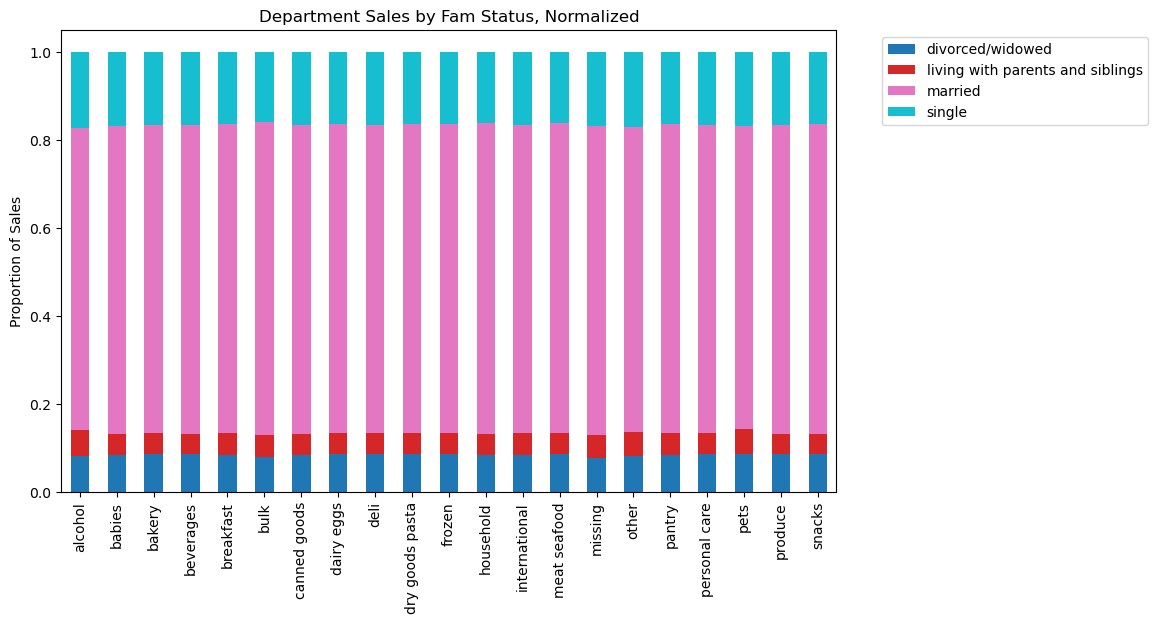 Department Sales by Fam Status, Normalized
divorced/widowed
living with parents and siblings
married
single
Proportion of Sales
1.0
0.8
0.6
0.4
0.2
0.0
alcohol
babies
bakery
beverages
breakfast
bulk
canned goods
dairy eggs
deli
dry goods pasta
frozen
household
international
meat seafood
missing
other
pantry
personal care
pets
produce
snacks